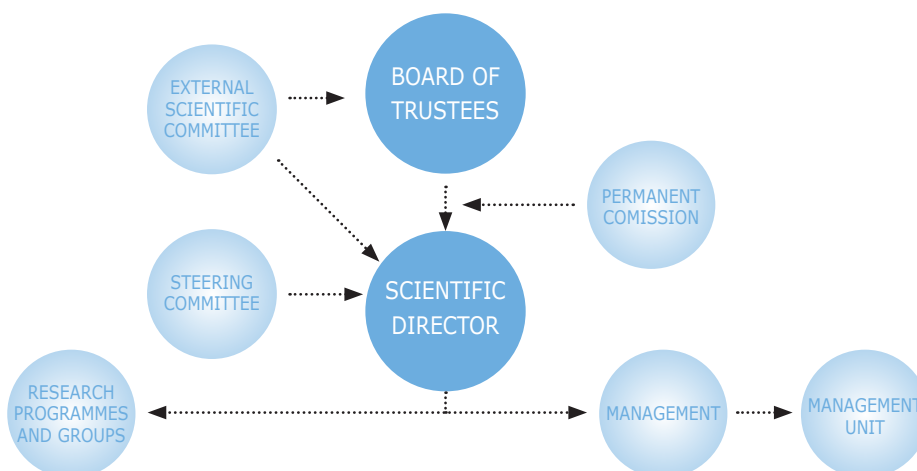 EXTERNAL
SCIENTIFIC
COMMITTEE
BOARD OF
TRUSTEES
PERMANENT
COMISSION
STEERING
COMMITTEE
SCIENTIFIC
DIRECTOR
RESEARCH
PROGRAMMES
AND GROUPS
MANAGEMENT
MANAGEMENT
UNIT